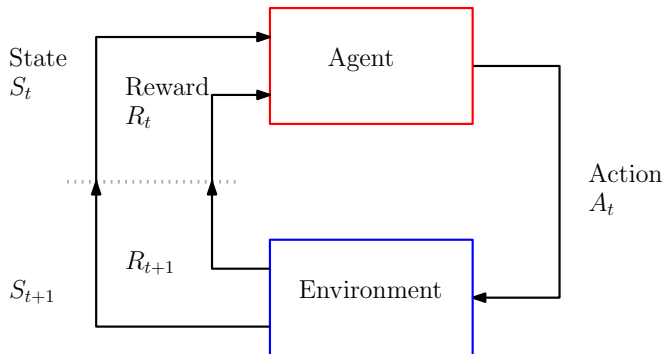 State
S_t
Reward
R_t
Agent
Action
A_t
R_{t+1}
S_{t+1}
Environment